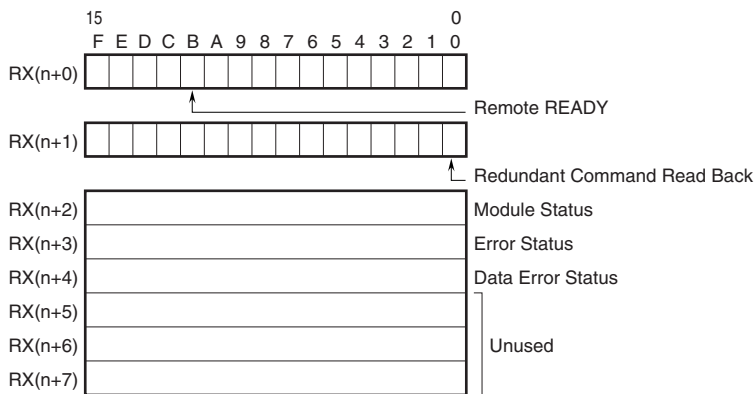 15 0
F E D C B A 9 8 7 6 5 4 3 2 1 0
RX(n+0)
Remote READY
RX(n+1)
Redundant Command Read Back
RX(n+2) Module Status
RX(n+3) Error Status
RX(n+4) Data Error Status
RX(n+5)
RX(n+6) Unused
RX(n+7)